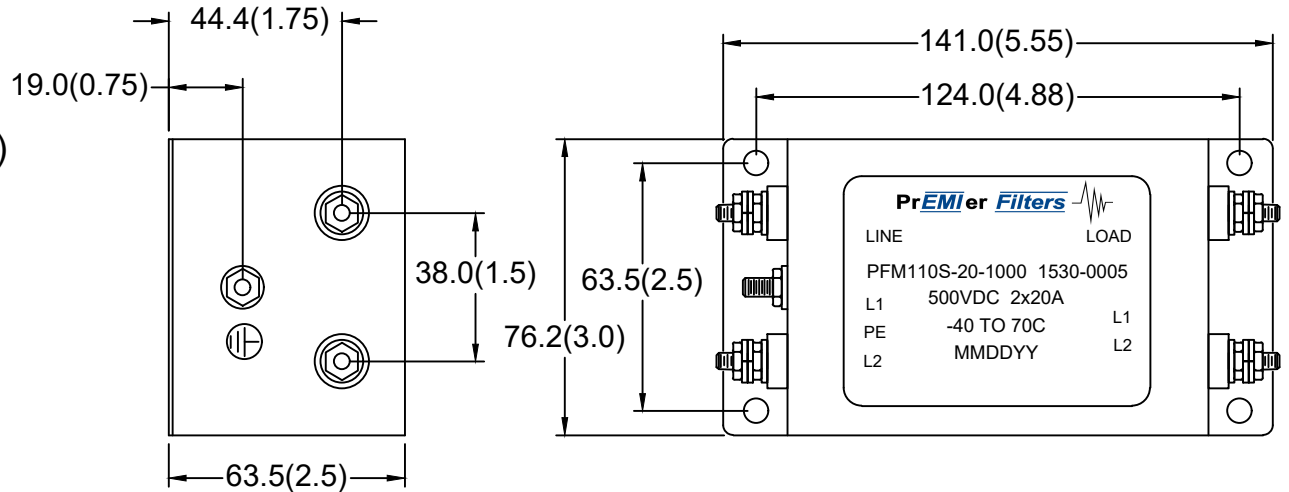 44.4(1.75)
19.0(0.75)
)
38.0(1.5)
63.5(2.5)
141.0(5.55)
124.0(4.88)
63.5(2.5)
76.2(3.0)
PrEMIer Filters
LINE LOAD
PFM110S-20-1000 1530-0005
L1 500VDC 2x20A L1
PE -40 TO 70C L2
L2 MMDDYY